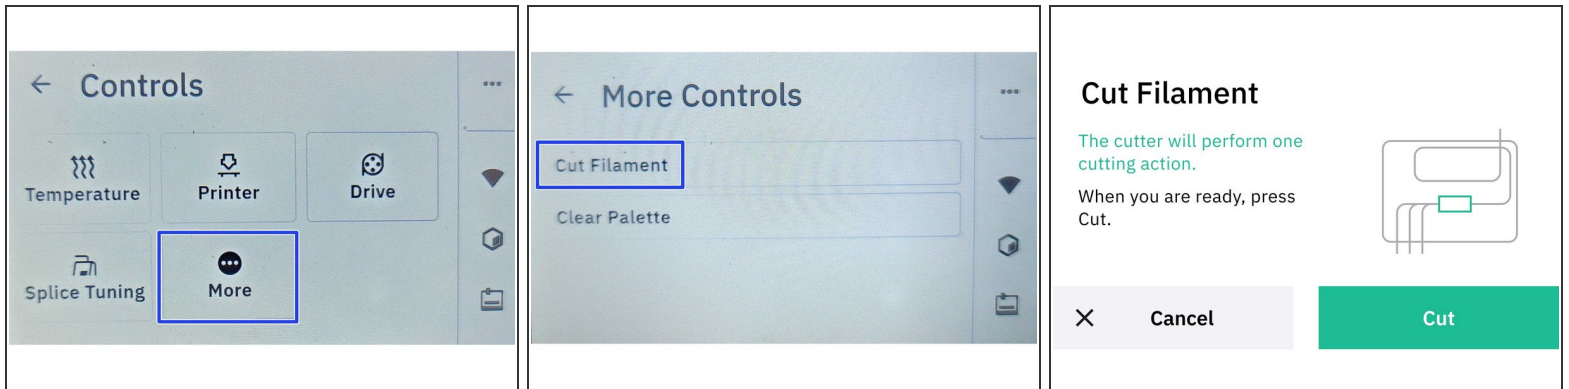 Controls
Temperature
Printer
Drive
Splice Tuning
More
More Controls
Cut Filament
Clear Palette
Cut Filament
The cutter will perform one
cutting action.
When you are ready, press
Cut.
Cancel
Cut